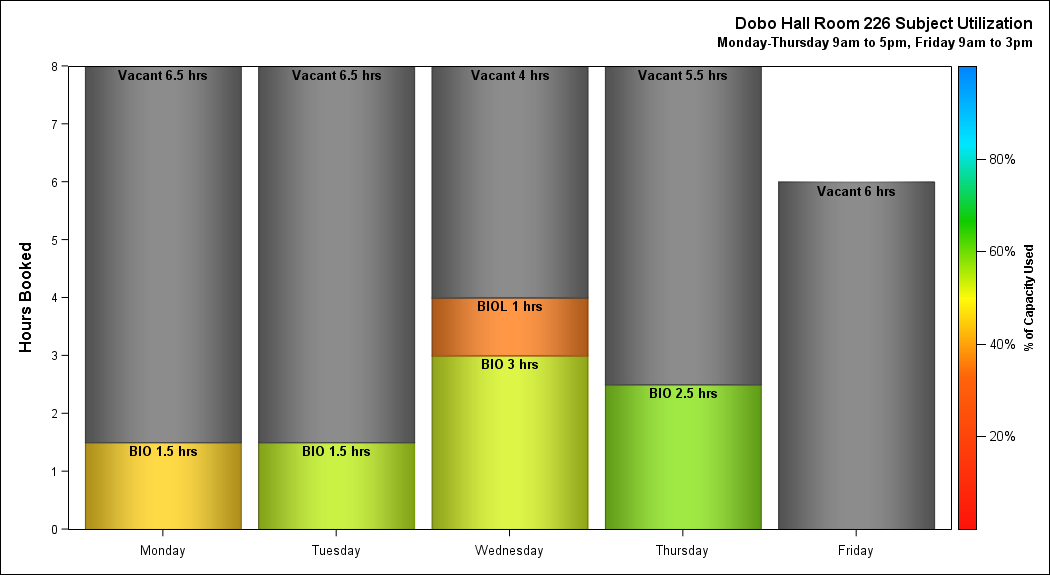 Dobo Hall Room 226 Subject Utilization
Monday-Thursday 9am to 5pm, Friday 9am to 3pm
Hours Booked
8
7
6
5
4
3
2
1
0
Vacant 6.5 hrs
BIO 1.5 hrs
Vacant 6.5 hrs
BIO 1.5 hrs
Vacant 4 hrs
BIOL 1 hrs
BIO 3 hrs
Vacant 5.5 hrs
BIO 2.5 hrs
Vacant 6 hrs
Monday Tuesday Wednesday Thursday Friday
80%
60%
40%
20%
% of Capacity Used